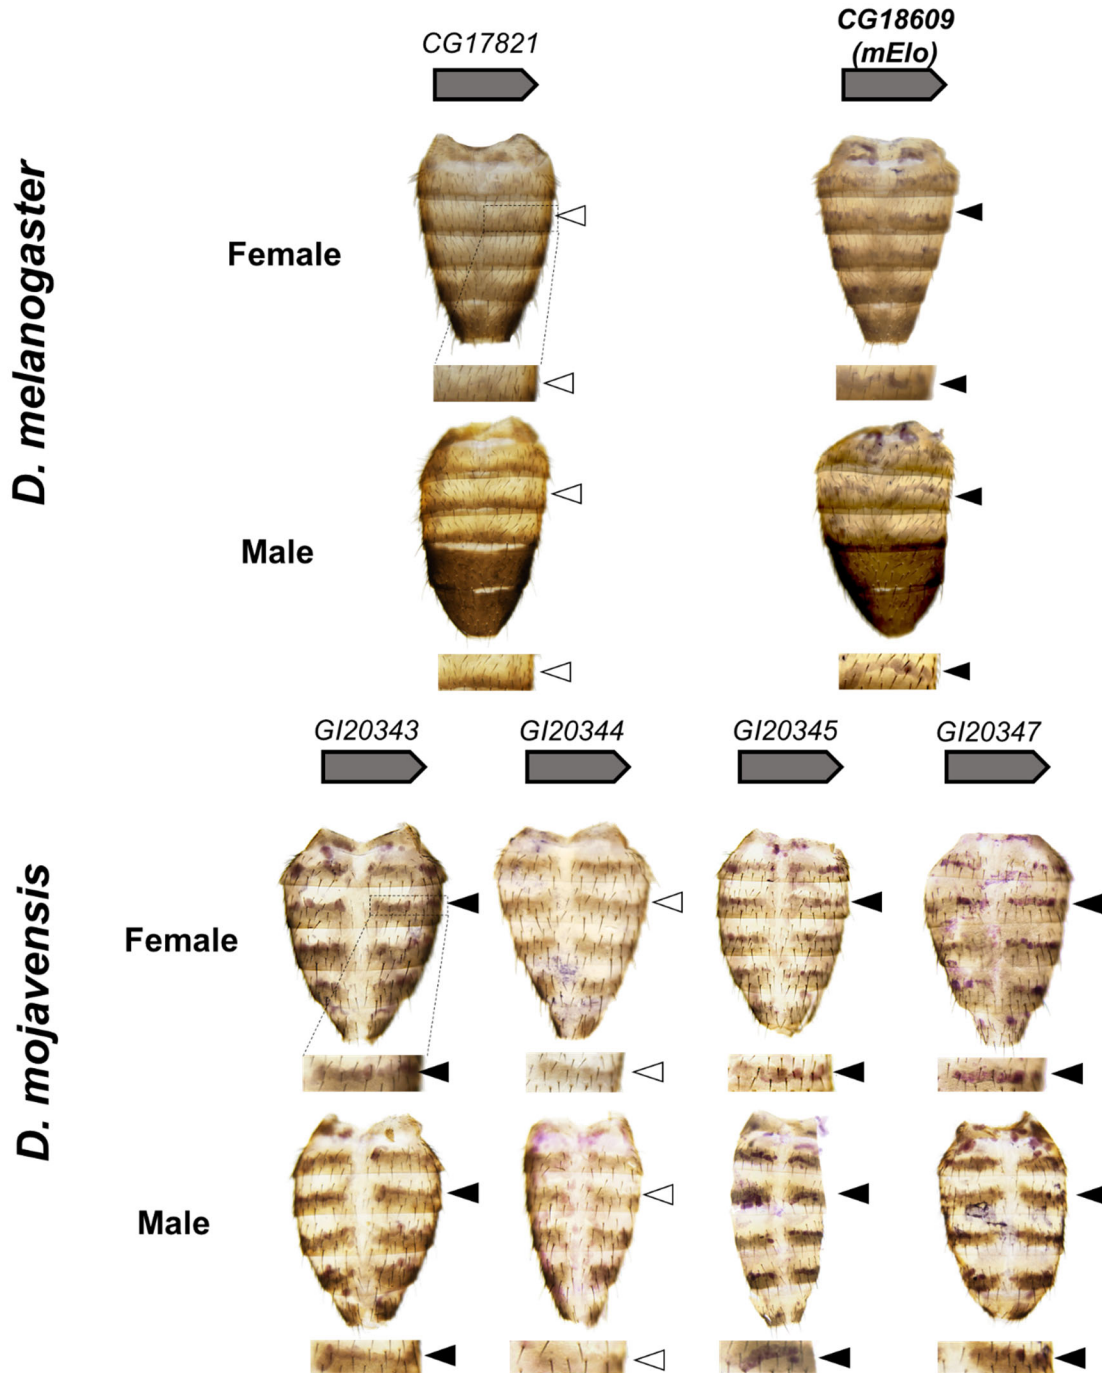 CG17821
CG18609
(mElo)
D. melanogaster
Female
Male
GI20343
GI20344
GI20345
GI20347
D. mojavensis
Female
Male